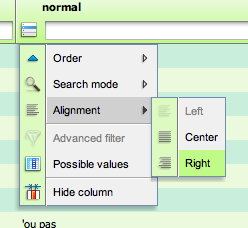 normal
Order
Search mode
Alignment
Left
Advanced filter
Center
Possible values
Right
Hide column
'ou pas